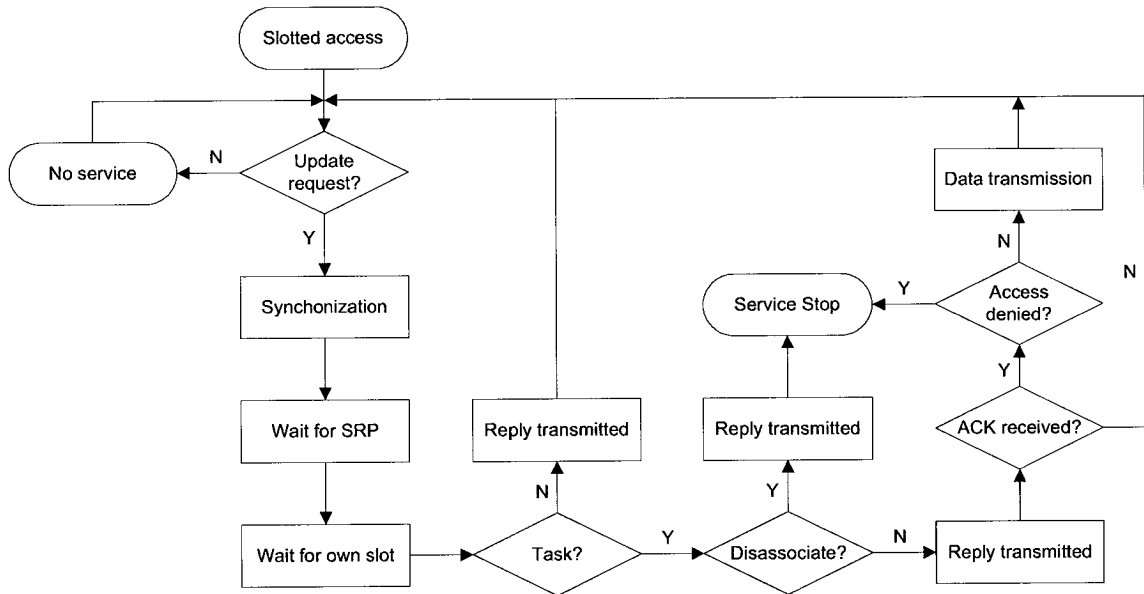 Slotted access
No service
N
Update
request?
Y
Synchonization
Wait for SRP
Wait for own slot
Task?
N
Reply transmitted
Y
Disassociate?
Y
Reply transmitted
Service Stop
N
Reply transmitted
ACK received?
Y
N
Access
denied?
Y
N
Data transmission